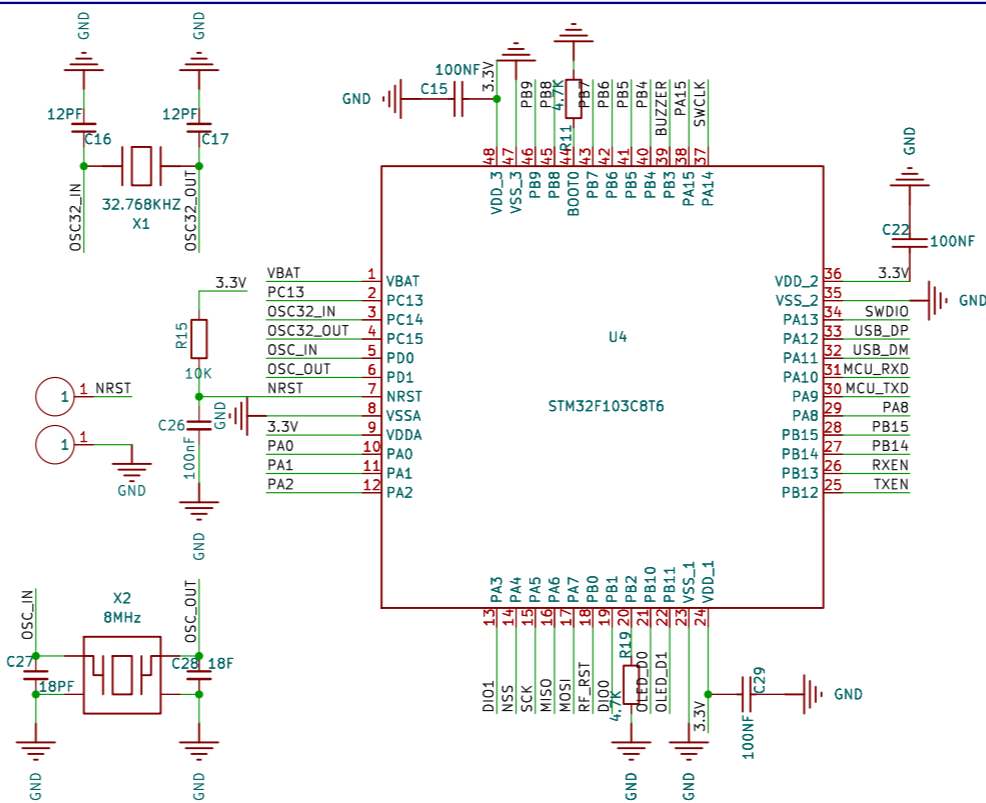 GND
GND
12PF
C16
12PF
C17
OSC32_IN
32.768KHZ
X1
OSC32_OUT
GND
100NF
C15
3.3V
PB9
PB8
4.7K
R11
PB7
PB6
PB5
PB4
BUZZER
PA15
SWCLK
48
47
46
45
44
43
42
41
40
39
38
37
VDD_3
VSS_3
PB9
PB8
BOOT0
PB7
PB6
PB5
PB4
PB3
PA15
PA14
GND
C22
100NF
3.3V
R15
10K
VBAT 1 VBAT
PC13 2 PC13
OSC32_IN 3 PC14
OSC32_OUT 4 PC15
OSC_IN 5 PD0
OSC_OUT 6 PD1
NRST 7 NRST
GND 8 VSSA
3.3V 9 VDDA
PA0 10 PA0
PA1 11 PA1
PA2 12 PA2
U4
STM32F103C8T6
VDD_2 36 3.3V
VSS_2 35 GND
PA13 34 SWDIO
PA12 33 USB_DP
PA11 32 USB_DM
PA10 31 MCU_RXD
PA9 30 MCU_TXD
PA8 29 PA8
PB15 28 PB15
PB14 27 PB14
PB13 26 RXEN
PB12 25 TXEN
1 1 NRST
1 1
GND
C26
100nF
GND
PA3
PA4
PA5
PA6
PA7
PB0
PB1
PB2
PB10
PB11
VSS_1
VDD_1
13
14
15
16
17
18
19
20
21
22
23
24
DIO1
NSS
SCK
MISO
MOSI
RF_RST
DIO0
R19
4.7K
OLED_D0
OLED_D1
3.3V
C29
100NF
GND
GND
GND
OSC_IN
X2
8MHz
OSC_OUT
C27
18PF
C28 18F
GND
GND